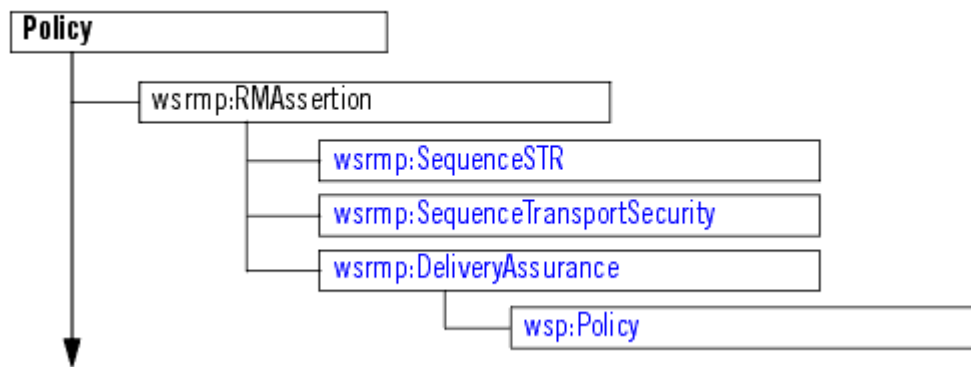 Policy
wsrmp:RMAssertion
wsrmp:SequenceSTR
wsrmp:SequenceTransportSecurity
wsrmp:DeliveryAssurance
wsp:Policy